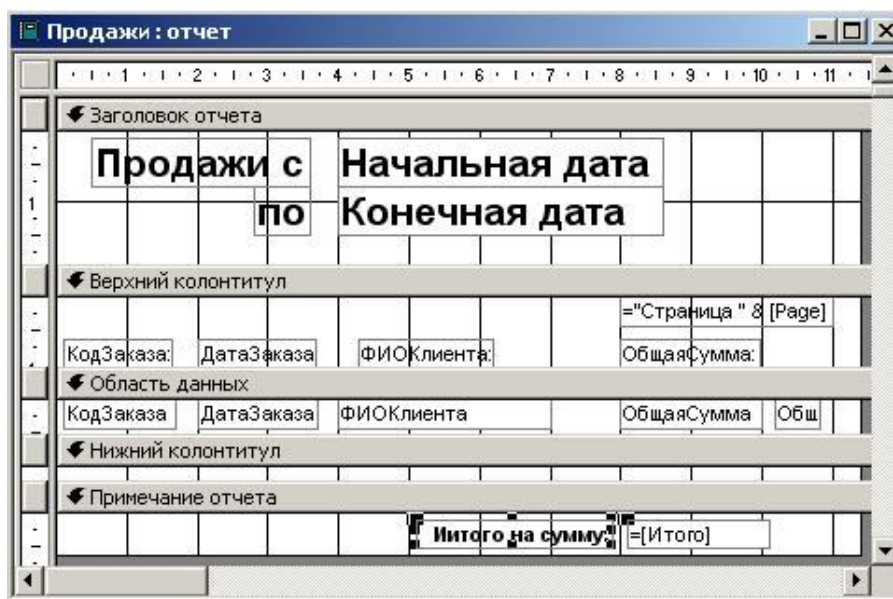 Продажи : отчет
1 2 3 4 5 6 7 8 9 10 11
Заголовок отчета
Продажи с Начальная дата
1
по Конечная дата
Верхний колонтитул
="Страница " & [Page]
КодЗаказа: ДатаЗаказа ФИОКлиента: ОбщаяСумма:
Область данных
КодЗаказа ДатаЗаказа ФИОКлиента ОбщаяСумма Общ
Нижний колонтитул
Примечание отчета
Иитого на сумму: =[Итого]